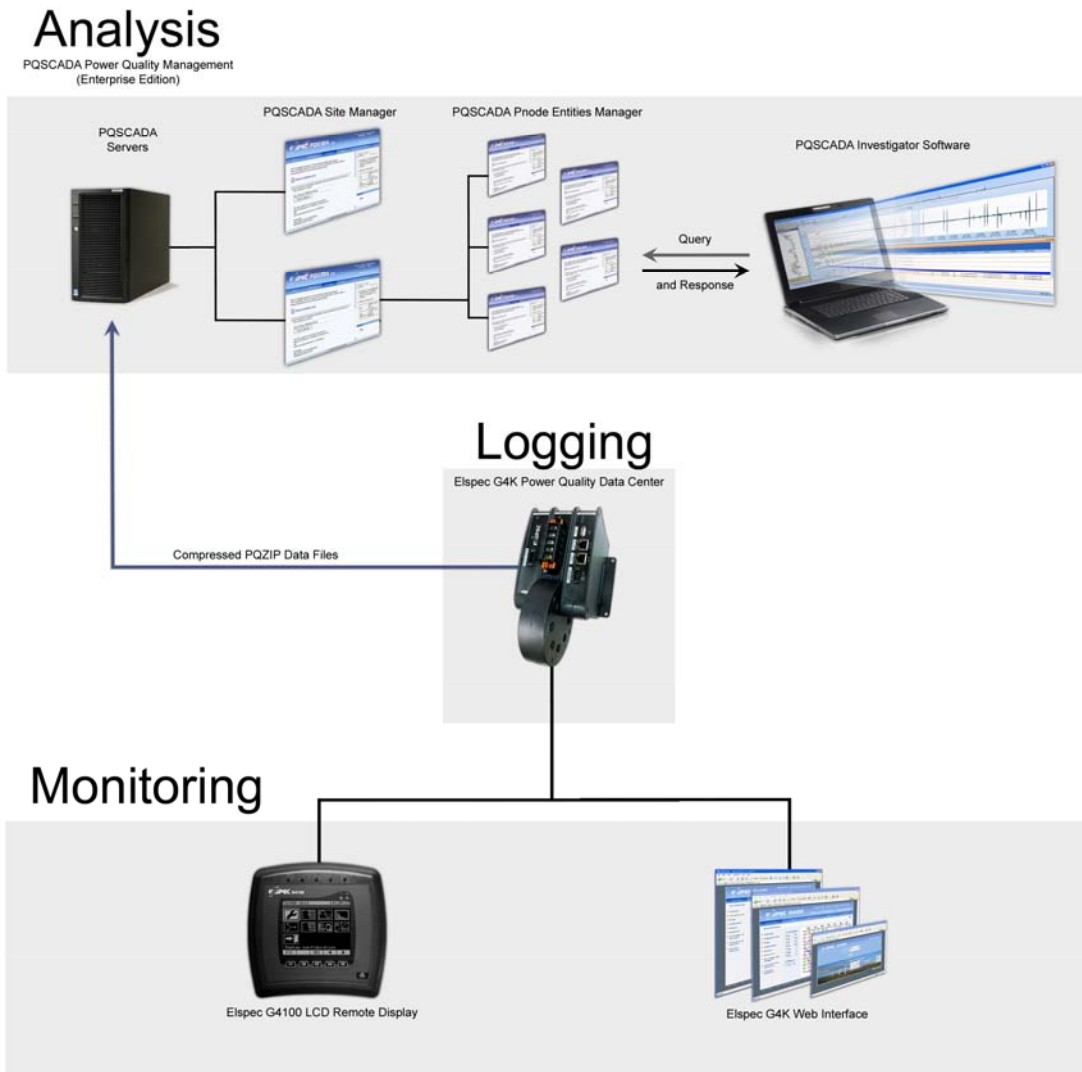 Analysis
PQSCADA Power Quality Management
(Enterprise Edition)
PQSCADA
Servers
PQSCADA Site Manager
PQSCADA Pnode Entities Manager
PQSCADA Investigator Software
Query
and Response
Logging
Elspec G4K Power Quality Data Center
Compressed PQZIP Data Files
Monitoring
Elspec G4100 LCD Remote Display
Elspec G4K Web Interface